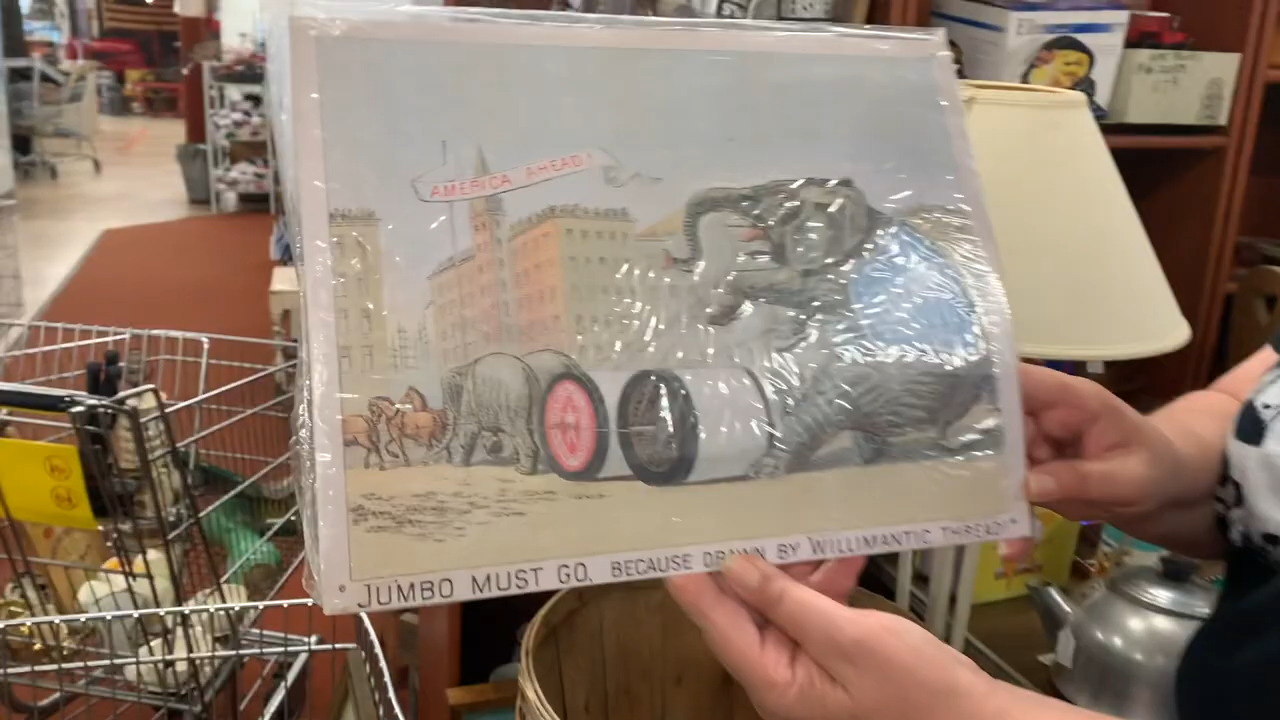 AMERICA AHEAD!
"JUMBO MUST GO, BECAUSE DRAWN BY WILLIMANTIC THREAD!"